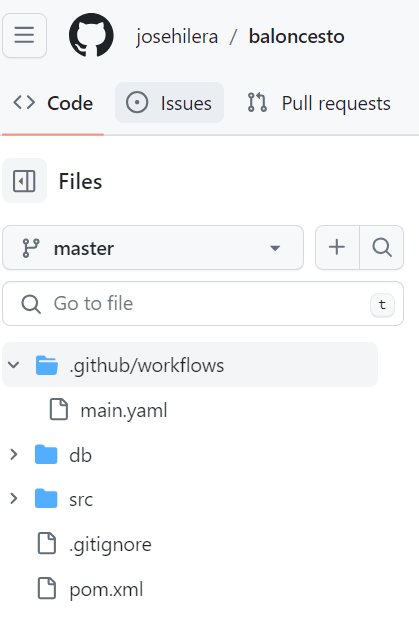 josehilera / baloncesto
Code Issues Pull requests
Files
master
Go to file t
.github/workflows
main.yaml
db
src
.gitignore
pom.xml